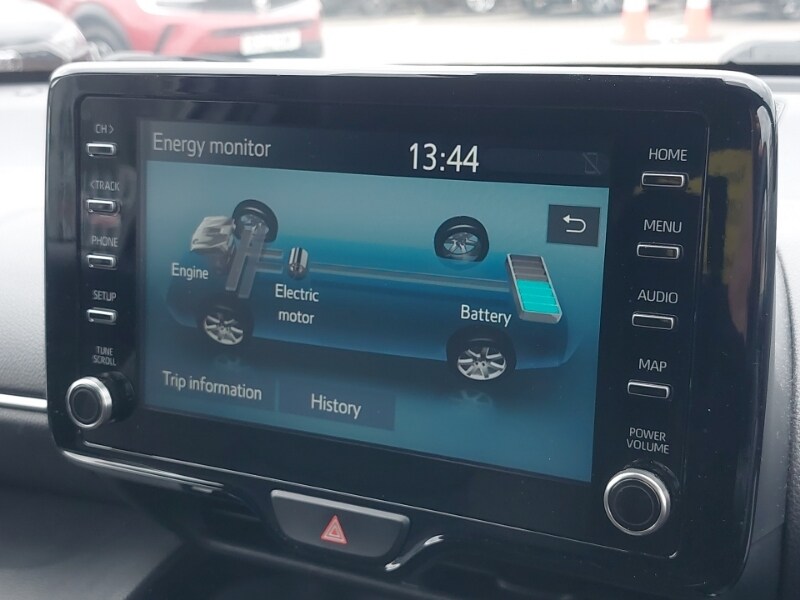 CH >
< TRACK
PHONE
SETUP
TUNE
SCROLL
Energy monitor
13:44
Engine
Electric
motor
Battery
Trip information
History
HOME
MENU
AUDIO
MAP
POWER
VOLUME